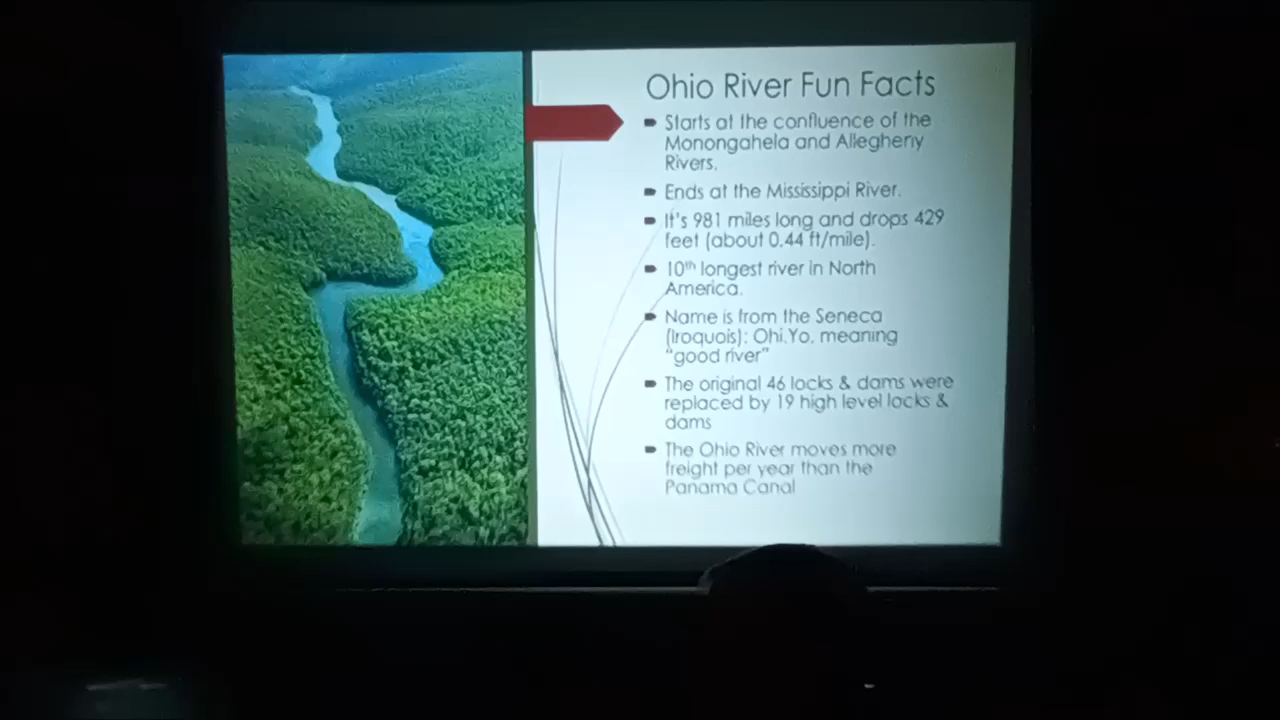 Ohio River Fun Facts
Starts at the confluence of the
Monongahela and Allegheny
Rivers.
Ends at the Mississippi River.
It's 981 miles long and drops 429
feet (about 0.44 ft/mile).
10th longest river in North
America.
Name is from the Seneca
(Iroquois): Ohi.Yo, meaning
"good river"
The original 46 locks & dams were
replaced by 19 high level locks &
dams
The Ohio River moves more
freight per year than the
Panama Canal